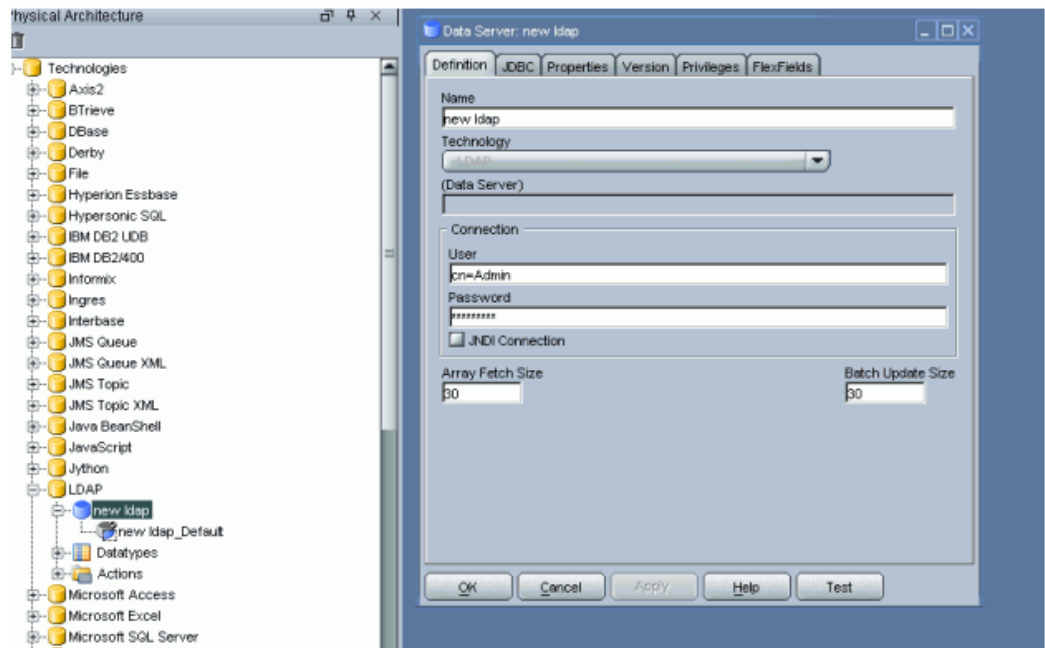 hysical Architecture
Technologies
Axis2
BTrieve
DBase
Derby
File
Hyperion Essbase
Hypersonic SQL
IBM DB2 UDB
IBM DB2/400
Informix
Ingres
Interbase
JMS Queue
JMS Queue XML
JMS Topic
JMS Topic XML
Java BeanShell
JavaScript
Jython
LDAP
new ldap
new ldap_Default
Datatypes
Actions
Microsoft Access
Microsoft Excel
Microsoft SQL Server
Data Server: new ldap
Definition JDBC Properties Version Privileges FlexFields
Name
new ldap
Technology
LDAP
(Data Server)
Connection
User
cn=Admin
Password
*********
JNDI Connection
Array Fetch Size Batch Update Size
30 30
OK Cancel Apply Help Test